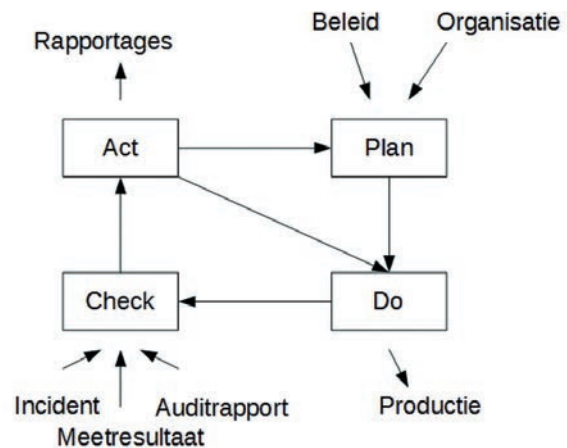 Beleid
Organisatie
Rapportages
Act
Plan
Check
Do
Incident
Auditrapport
Meetresultaat
Productie